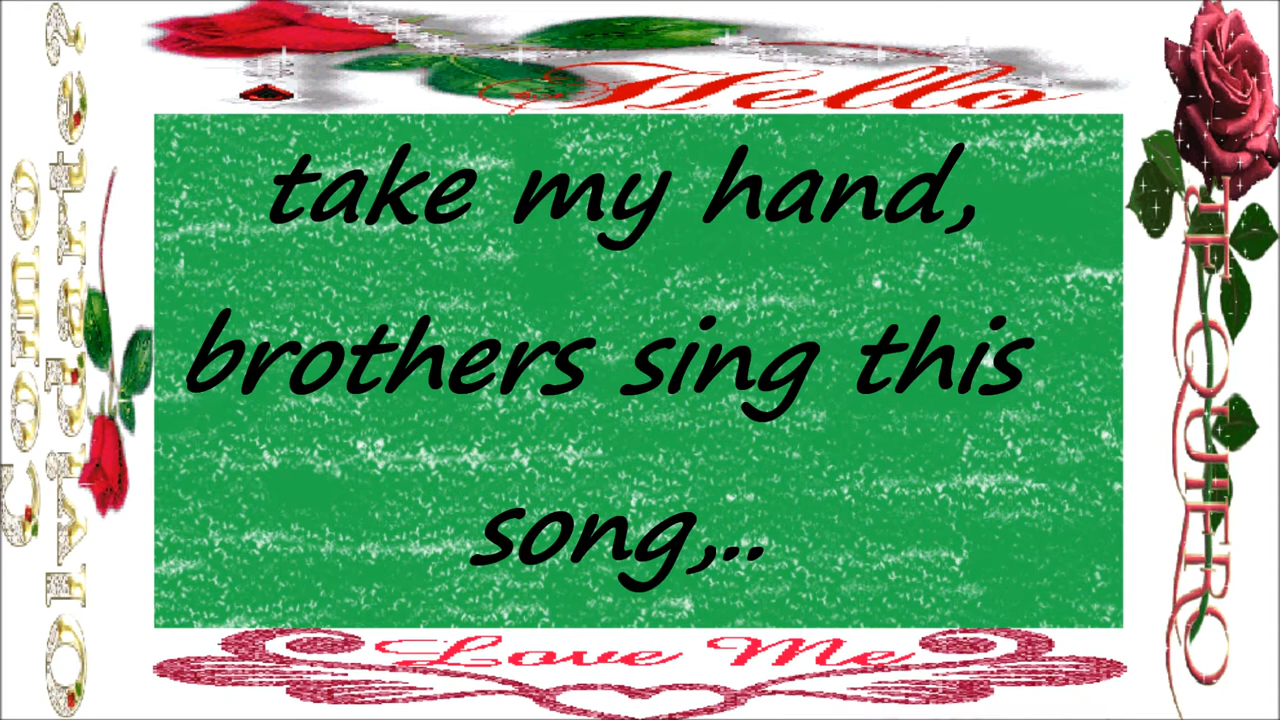 Hello
take my hand,
brothers sing this
song,..
Love Me
Como
Olvidarte?
TE QUIERO